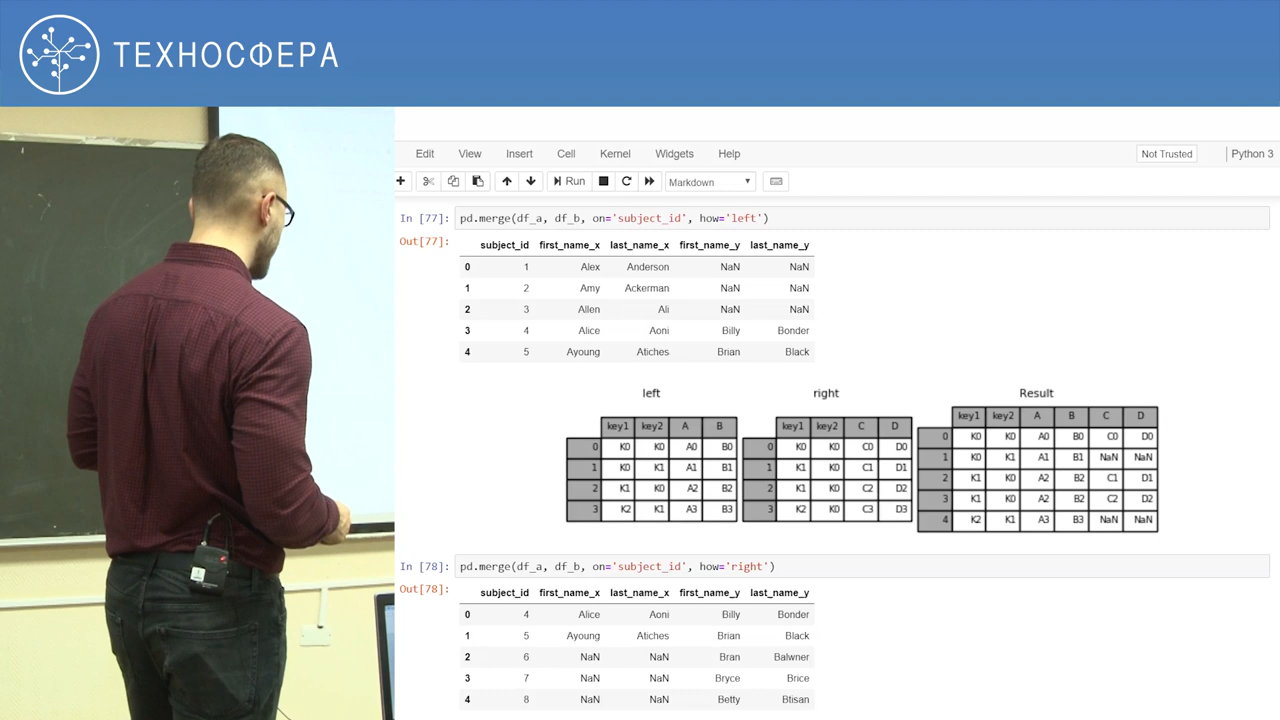 ТЕХНОСФЕРА
Edit View Insert Cell Kernel Widgets Help Not Trusted Python 3
Run Markdown
In [77]: pd.merge(df_a, df_b, on='subject_id', how='left')
Out[77]:
subject_id first_name_x last_name_x first_name_y last_name_y
0 1 Alex Anderson NaN NaN
1 2 Amy Ackerman NaN NaN
2 3 Allen Ali NaN NaN
3 4 Alice Aoni Billy Bonder
4 5 Ayoung Atiches Brian Black
left right Result
key1 key2 A B key1 key2 C D key1 key2 A B C D
0 K0 K0 A0 B0 0 K0 K0 C0 D0 0 K0 K0 A0 B0 C0 D0
1 K0 K1 A1 B1 1 K1 K0 C1 D1 1 K0 K1 A1 B1 NaN NaN
2 K1 K0 A2 B2 2 K1 K0 C2 D2 2 K1 K0 A2 B2 C1 D1
3 K2 K1 A3 B3 3 K2 K0 C3 D3 3 K1 K0 A2 B2 C2 D2
4 K2 K1 A3 B3 NaN NaN
In [78]: pd.merge(df_a, df_b, on='subject_id', how='right')
Out[78]:
subject_id first_name_x last_name_x first_name_y last_name_y
0 4 Alice Aoni Billy Bonder
1 5 Ayoung Atiches Brian Black
2 6 NaN NaN Bran Balwner
3 7 NaN NaN Bryce Brice
4 8 NaN NaN Betty Btisan